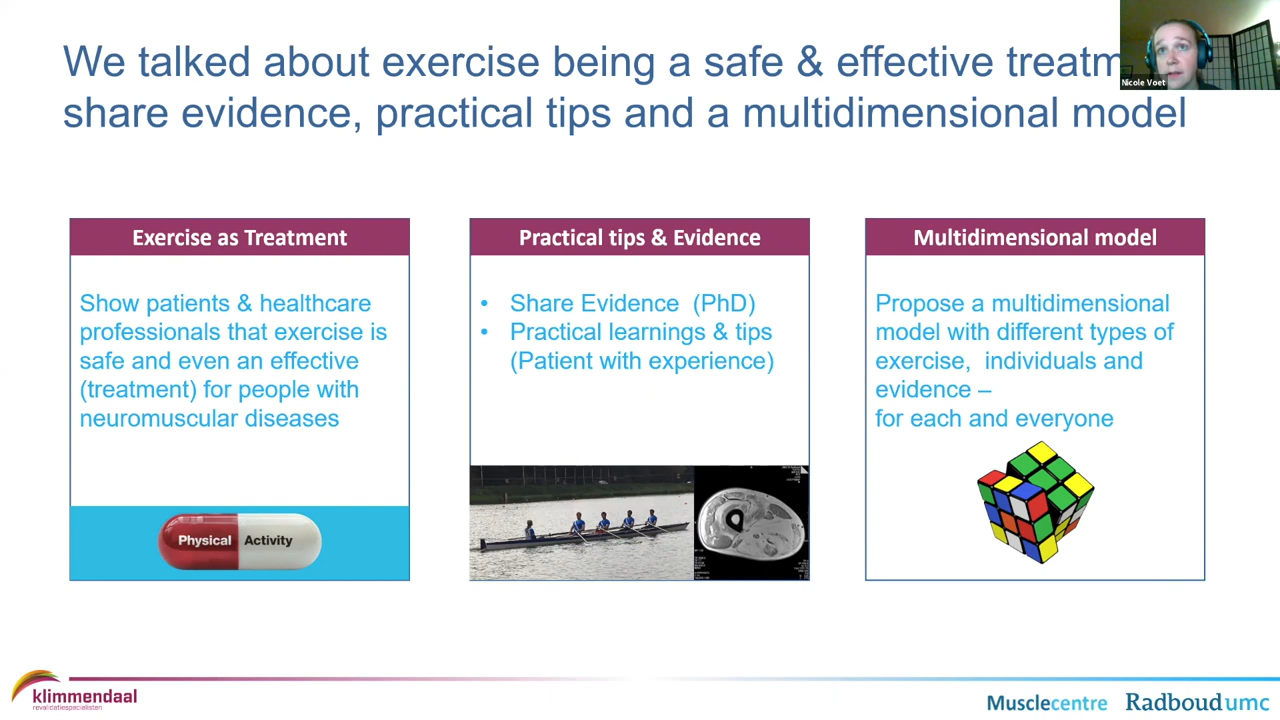 We talked about exercise being a safe & effective treatm
share evidence, practical tips and a multidimensional model
Nicole Voet
Exercise as Treatment
Show patients & healthcare
professionals that exercise is
safe and even an effective
(treatment) for people with
neuromuscular diseases
Physical Activity
Practical tips & Evidence
• Share Evidence (PhD)
• Practical learnings & tips
(Patient with experience)
Multidimensional model
Propose a multidimensional
model with different types of
exercise, individuals and
evidence –
for each and everyone
klimmendaal
revalidatiespecialisten
Musclecentre Radboudumc